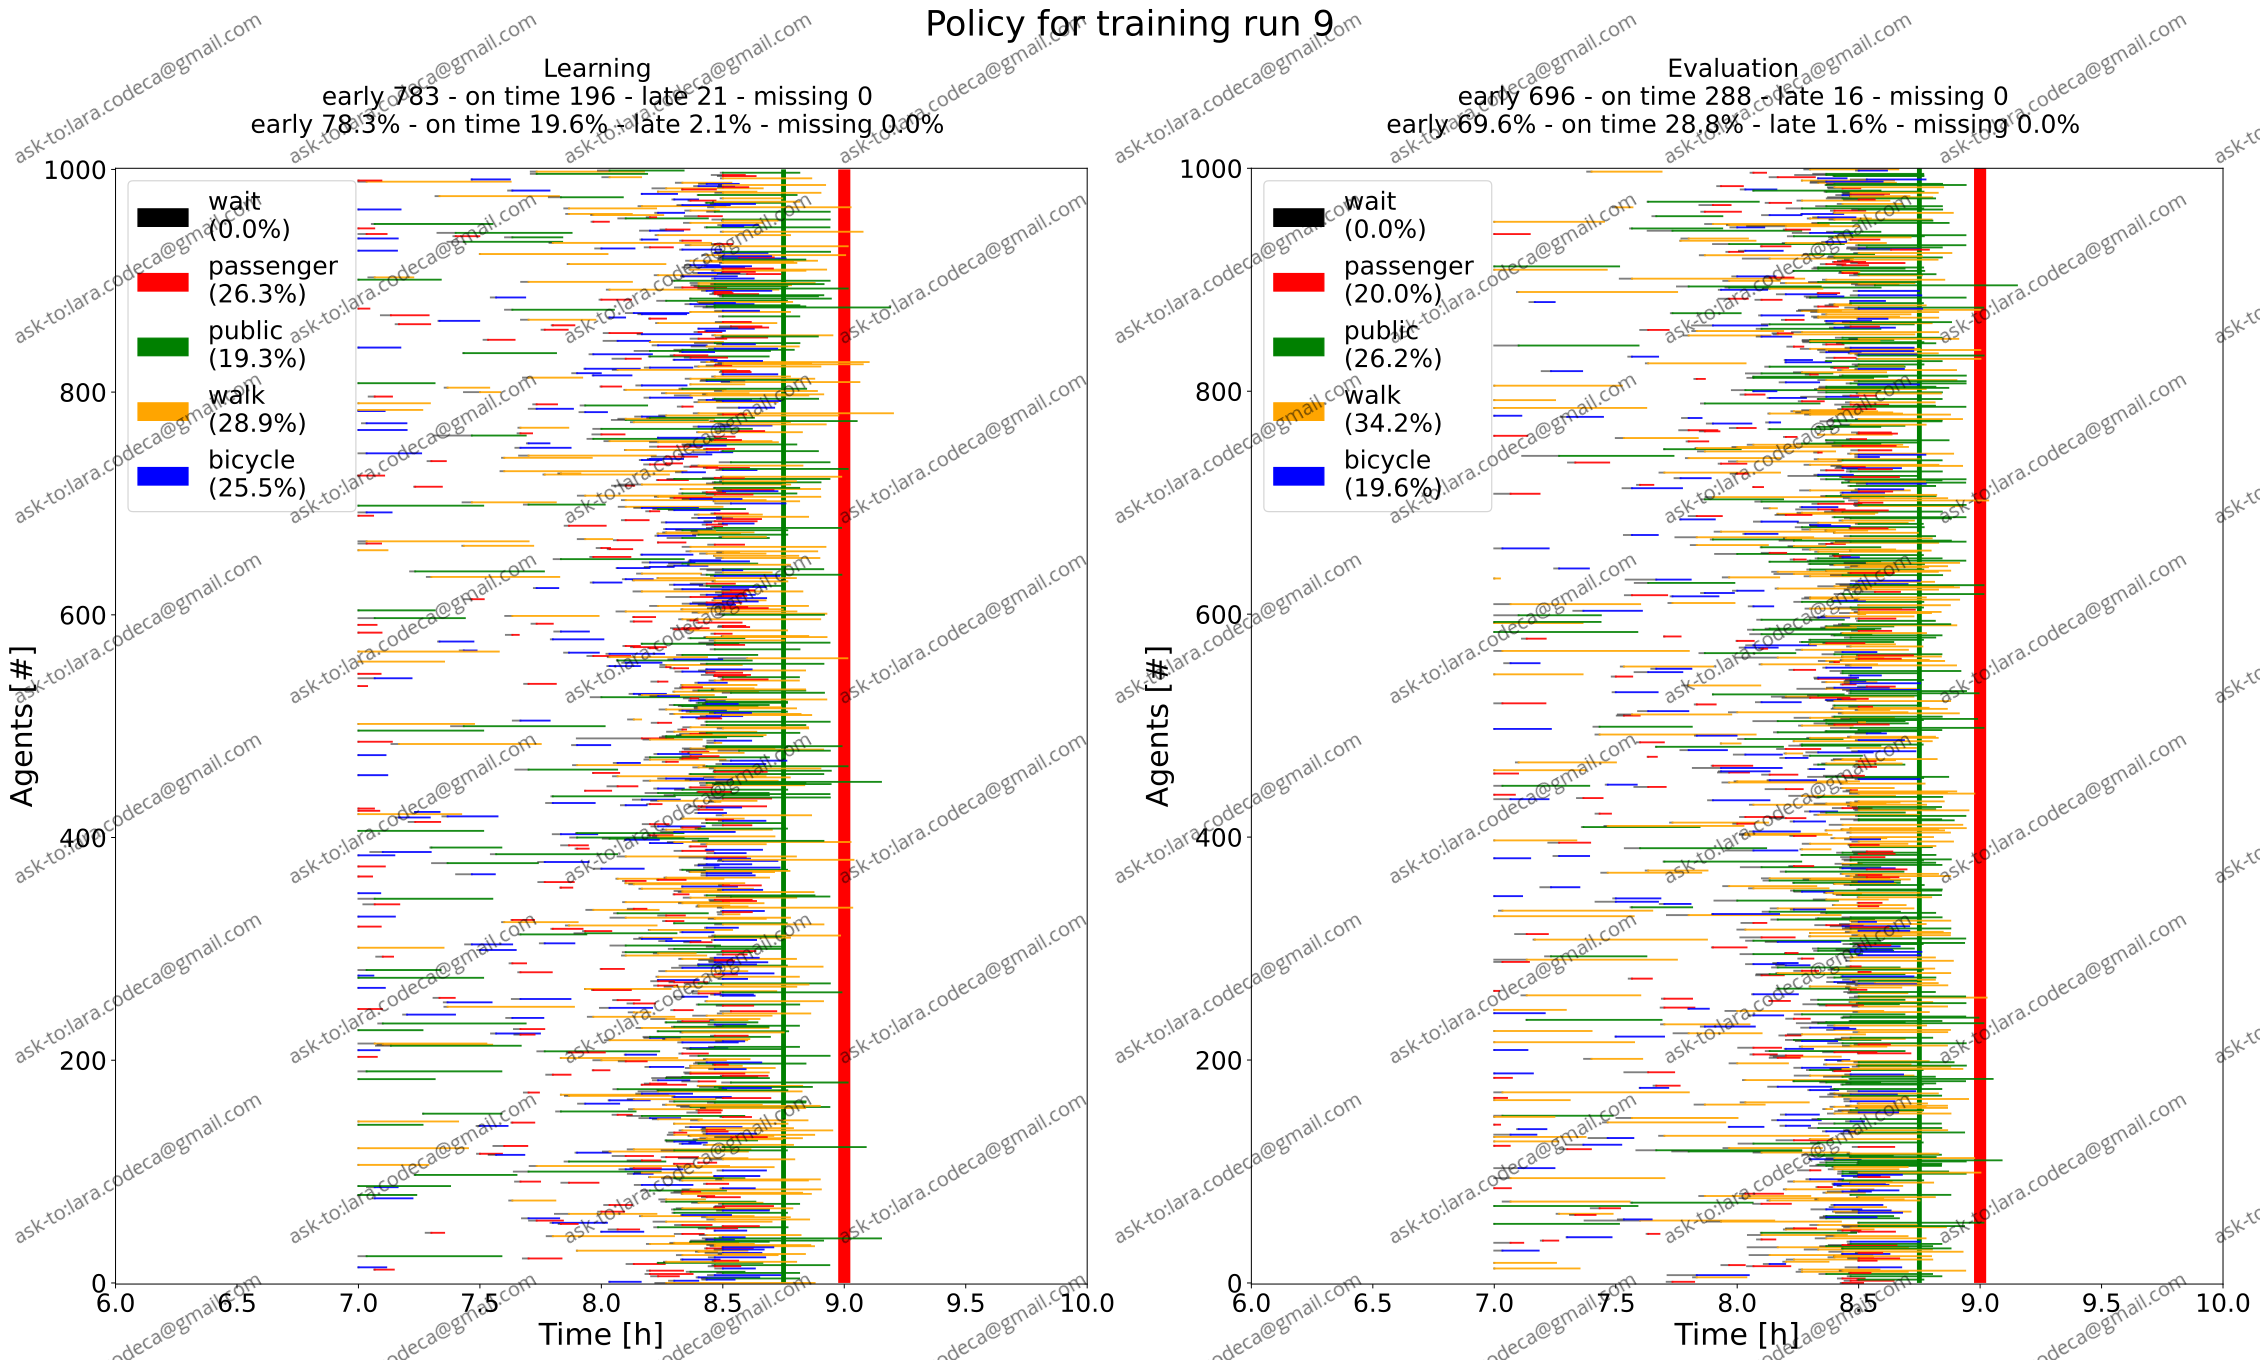 Policy for training run 9
Learning
early 783 - on time 196 - late 21 - missing 0
early 78.3% - on time 19.6% - late 2.1% - missing 0.0%
1000
800
600
400
200
0
Agents [#]
wait
(0.0%)
passenger
(26.3%)
public
(19.3%)
walk
(28.9%)
bicycle
(25.5%)
6.0 6.5 7.0 7.5 8.0 8.5 9.0 9.5 10.0
Time [h]
Evaluation
early 696 - on time 288 - late 16 - missing 0
early 69.6% - on time 28.8% - late 1.6% - missing 0.0%
1000
800
600
400
200
0
Agents [#]
wait
(0.0%)
passenger
(20.0%)
public
(26.2%)
walk
(34.2%)
bicycle
(19.6%)
6.0 6.5 7.0 7.5 8.0 8.5 9.0 9.5 10.0
Time [h]
ask-to:lara.codeca@gmail.com